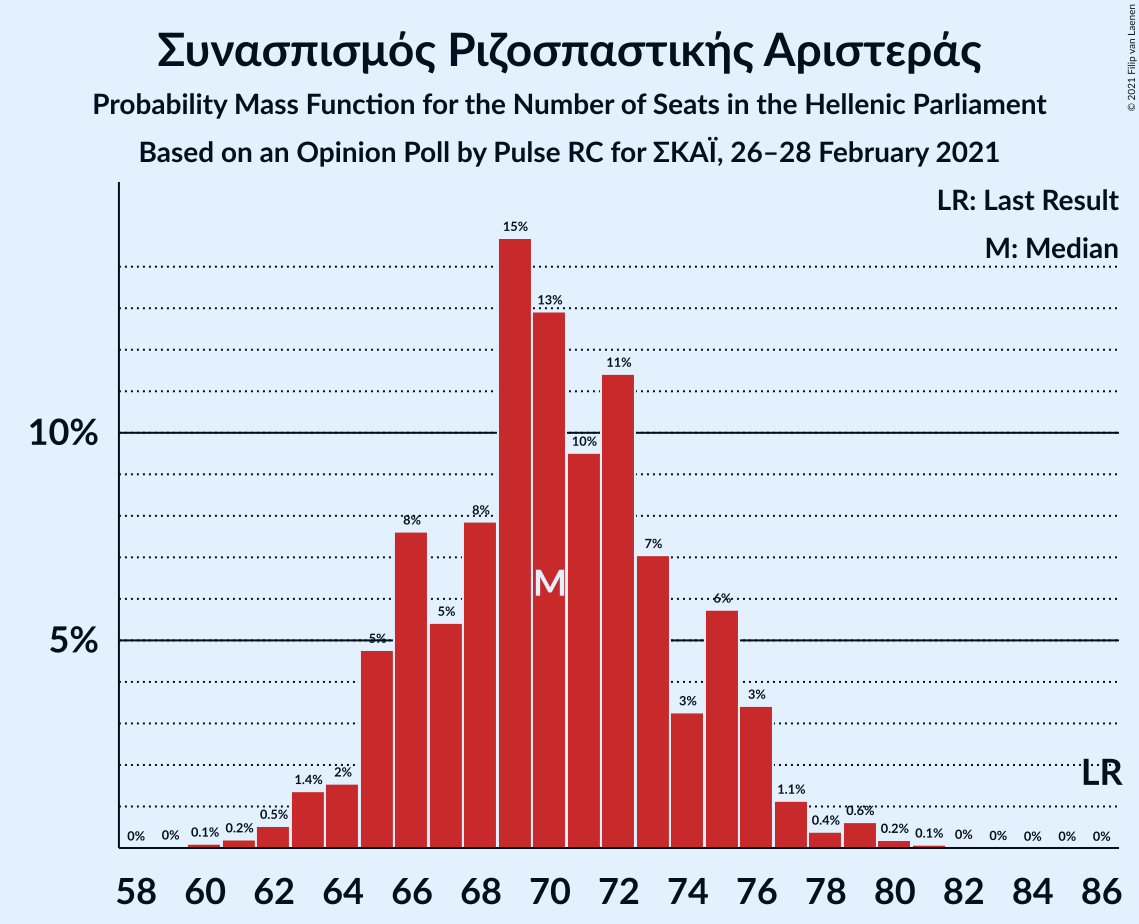 Συνασπισμός Ριζοσπαστικής Αριστεράς
Probability Mass Function for the Number of Seats in the Hellenic Parliament
Based on an Opinion Poll by Pulse RC for ΣΚΑΪ, 26–28 February 2021
© 2021 Filip van Laenen
LR: Last Result
M: Median
10%
5%
0% 0% 0.1% 0.2% 0.5% 1.4% 2% 5% 8% 5% 8% 15% 13% 10% 11% 7% 3% 6% 3% 1.1% 0.4% 0.6% 0.2% 0.1% 0% 0% 0% 0% 0%
M
LR
58 60 62 64 66 68 70 72 74 76 78 80 82 84 86